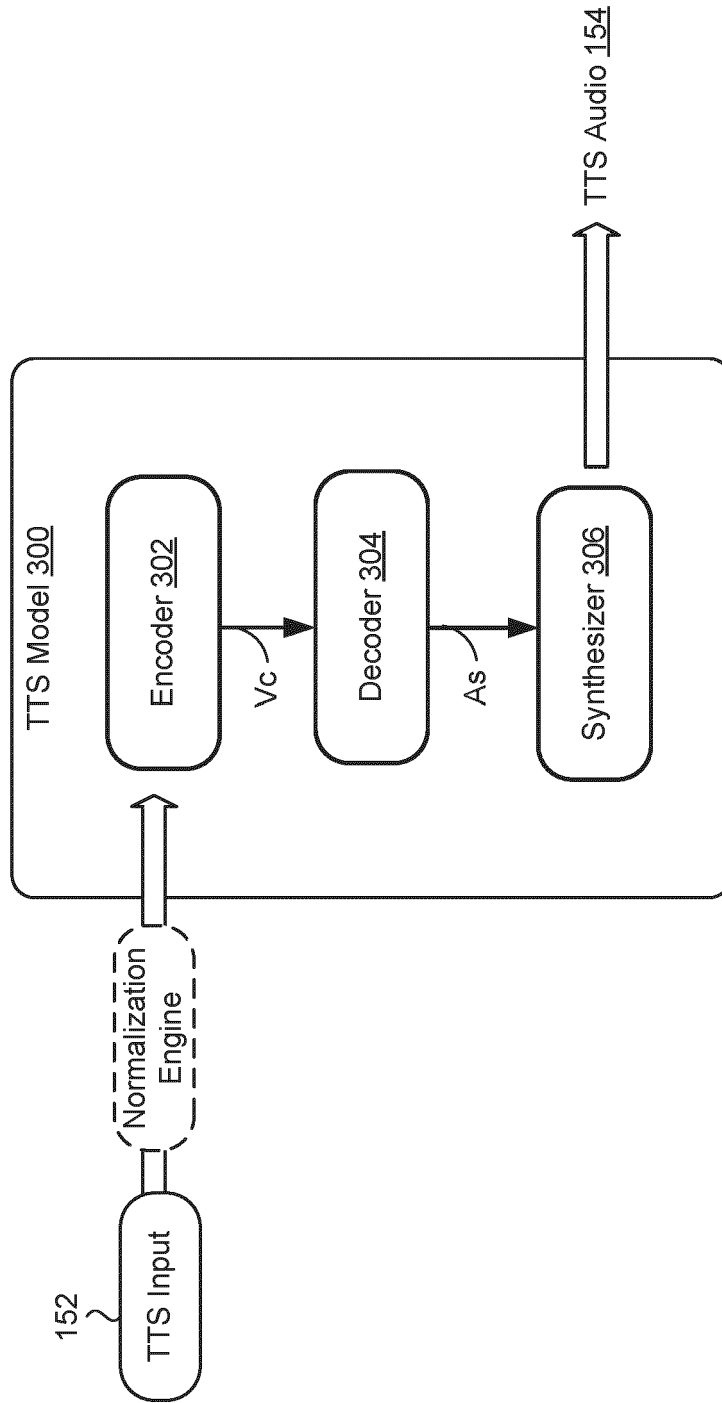 152
TTS Input
Normalization
Engine
TTS Model 300
Encoder 302
Vc
Decoder 304
As
Synthesizer 306
TTS Audio 154